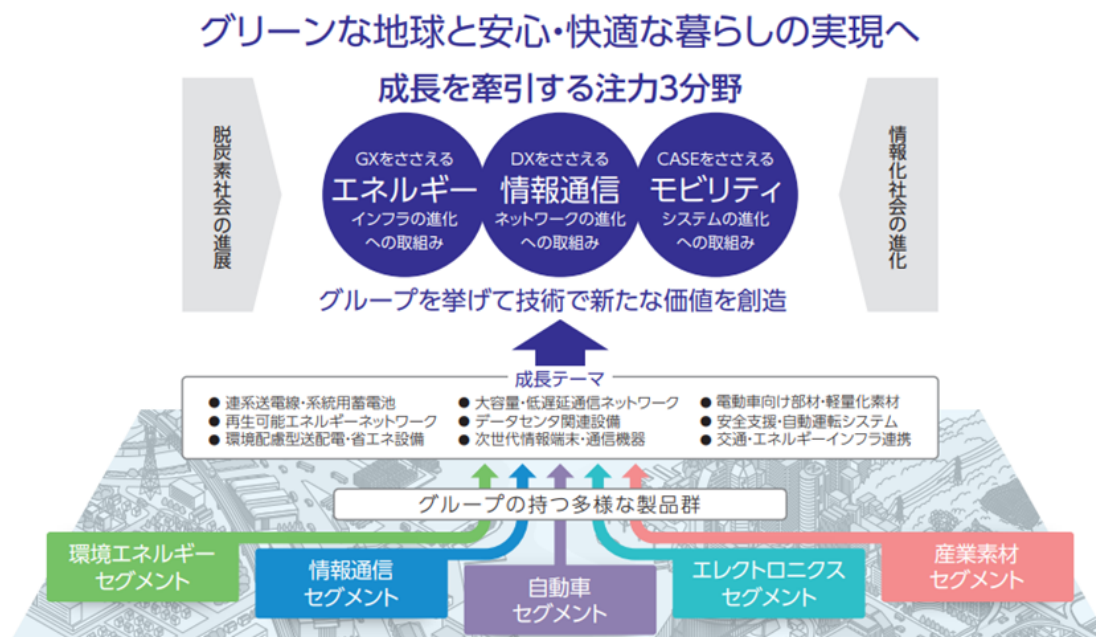 グリーンな地球と安心・快適な暮らしの実現へ
成長を牽引する注力3分野
脱炭素社会の進展
GXをささえる
エネルギー
インフラの進化
への取組み
DXをささえる
情報通信
ネットワークの進化
への取組み
CASEをささえる
モビリティ
システムの進化
への取組み
情報化社会の進化
グループを挙げて技術で新たな価値を創造
成長テーマ
● 連系送電線・系統用蓄電池
● 再生可能エネルギーネットワーク
● 環境配慮型送配電・省エネ設備
● 大容量・低遅延通信ネットワーク
● データセンタ関連設備
● 次世代情報端末・通信機器
● 電動車向け部材・軽量化素材
● 安全支援・自動運転システム
● 交通・エネルギーインフラ連携
グループの持つ多様な製品群
環境エネルギー
セグメント
情報通信
セグメント
自動車
セグメント
エレクトロニクス
セグメント
産業素材
セグメント